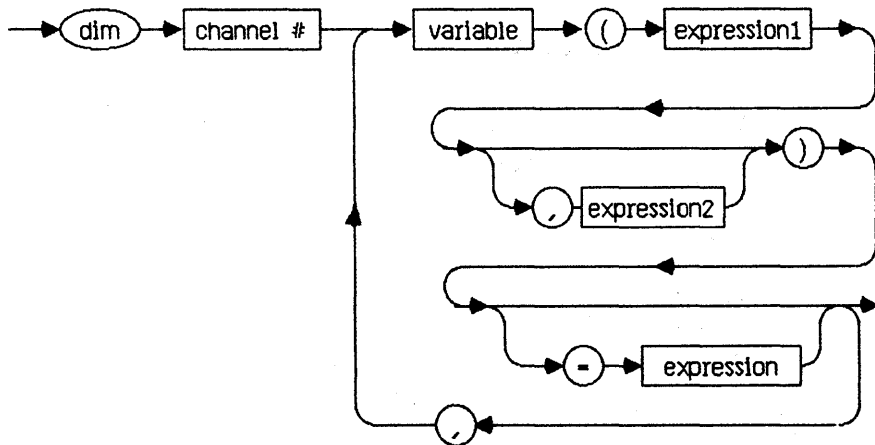 dim channel # variable ( expression1
, expression2 )
= expression
,